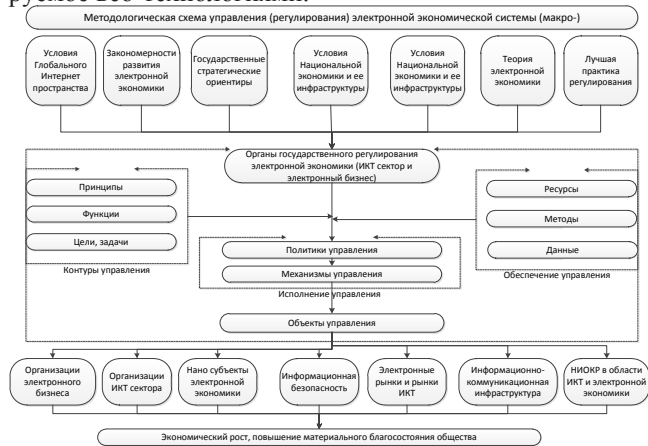 руемое веб-технологиями.
Методологическая схема управления (регулирования) электронной экономической системы (макро-)
Условия
Глобального
Интернет
пространства
Закономерности
развития
электронной
экономики
Государственные
стратегические
ориентиры
Условия
Национальной
экономики и ее
инфраструктуры
Условия
Национальной
экономики и ее
инфраструктуры
Теория
электронной
экономики
Лучшая
практика
регулирования
Органы государственного регулирования
электронной экономики (ИКТ сектор и
электронный бизнес)
Принципы
Функции
Цели, задачи
Контуры управления
Ресурсы
Методы
Данные
Обеспечение управления
Политики управления
Механизмы управления
Исполнение управления
Объекты управления
Организации
электронного
бизнеса
Организации
ИКТ сектора
Нано субъекты
электронной
экономики
Информационная
безопасность
Электронные
рынки и рынки
ИКТ
Информационно-
коммуникационная
инфраструктура
НИОКР в области
ИКТ и электронной
экономики
Экономический рост, повышение материального благосостояния общества